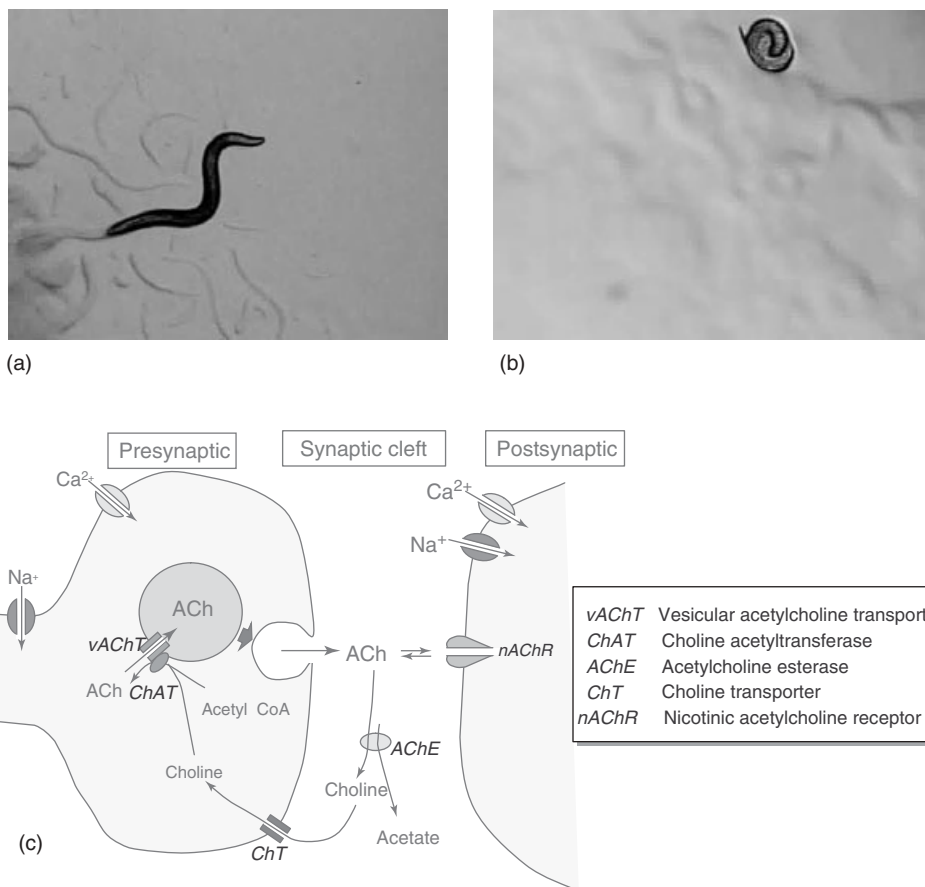 (a)
(b)
Presynaptic
Synaptic cleft
Postsynaptic
Ca2+
Ca2+
Na+
Na+
ACh
vAChT
ACh
ChAT
Acetyl CoA
ACh
nAChR
AChE
Choline
Choline
Acetate
ChT
(c)
vAChT Vesicular acetylcholine transport
ChAT Choline acetyltransferase
AChE Acetylcholine esterase
ChT Choline transporter
nAChR Nicotinic acetylcholine receptor